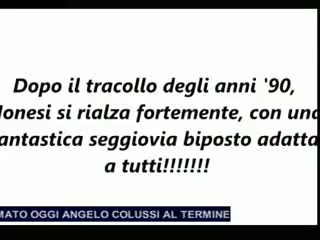 Dopo il tracollo degli anni '90,
Monesi si rialza fortemente, con una
fantastica seggiovia biposto adatta
a tutti!!!!!!!
MATO OGGI ANGELO COLUSSI AL TERMINE